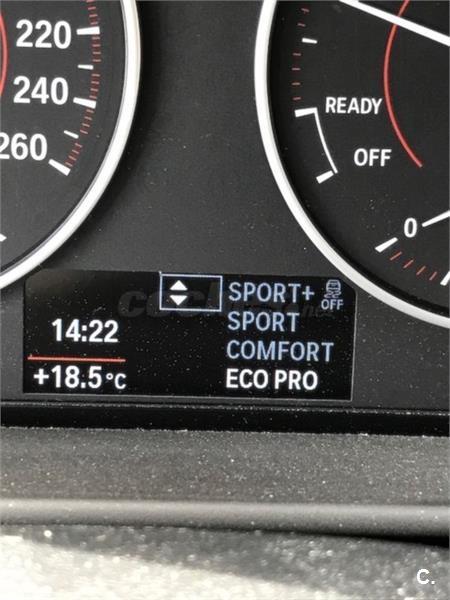 220
240
260
READY
OFF
0
SPORT+
OFF
14:22
SPORT
COMFORT
+18.5°C
ECO PRO
C.